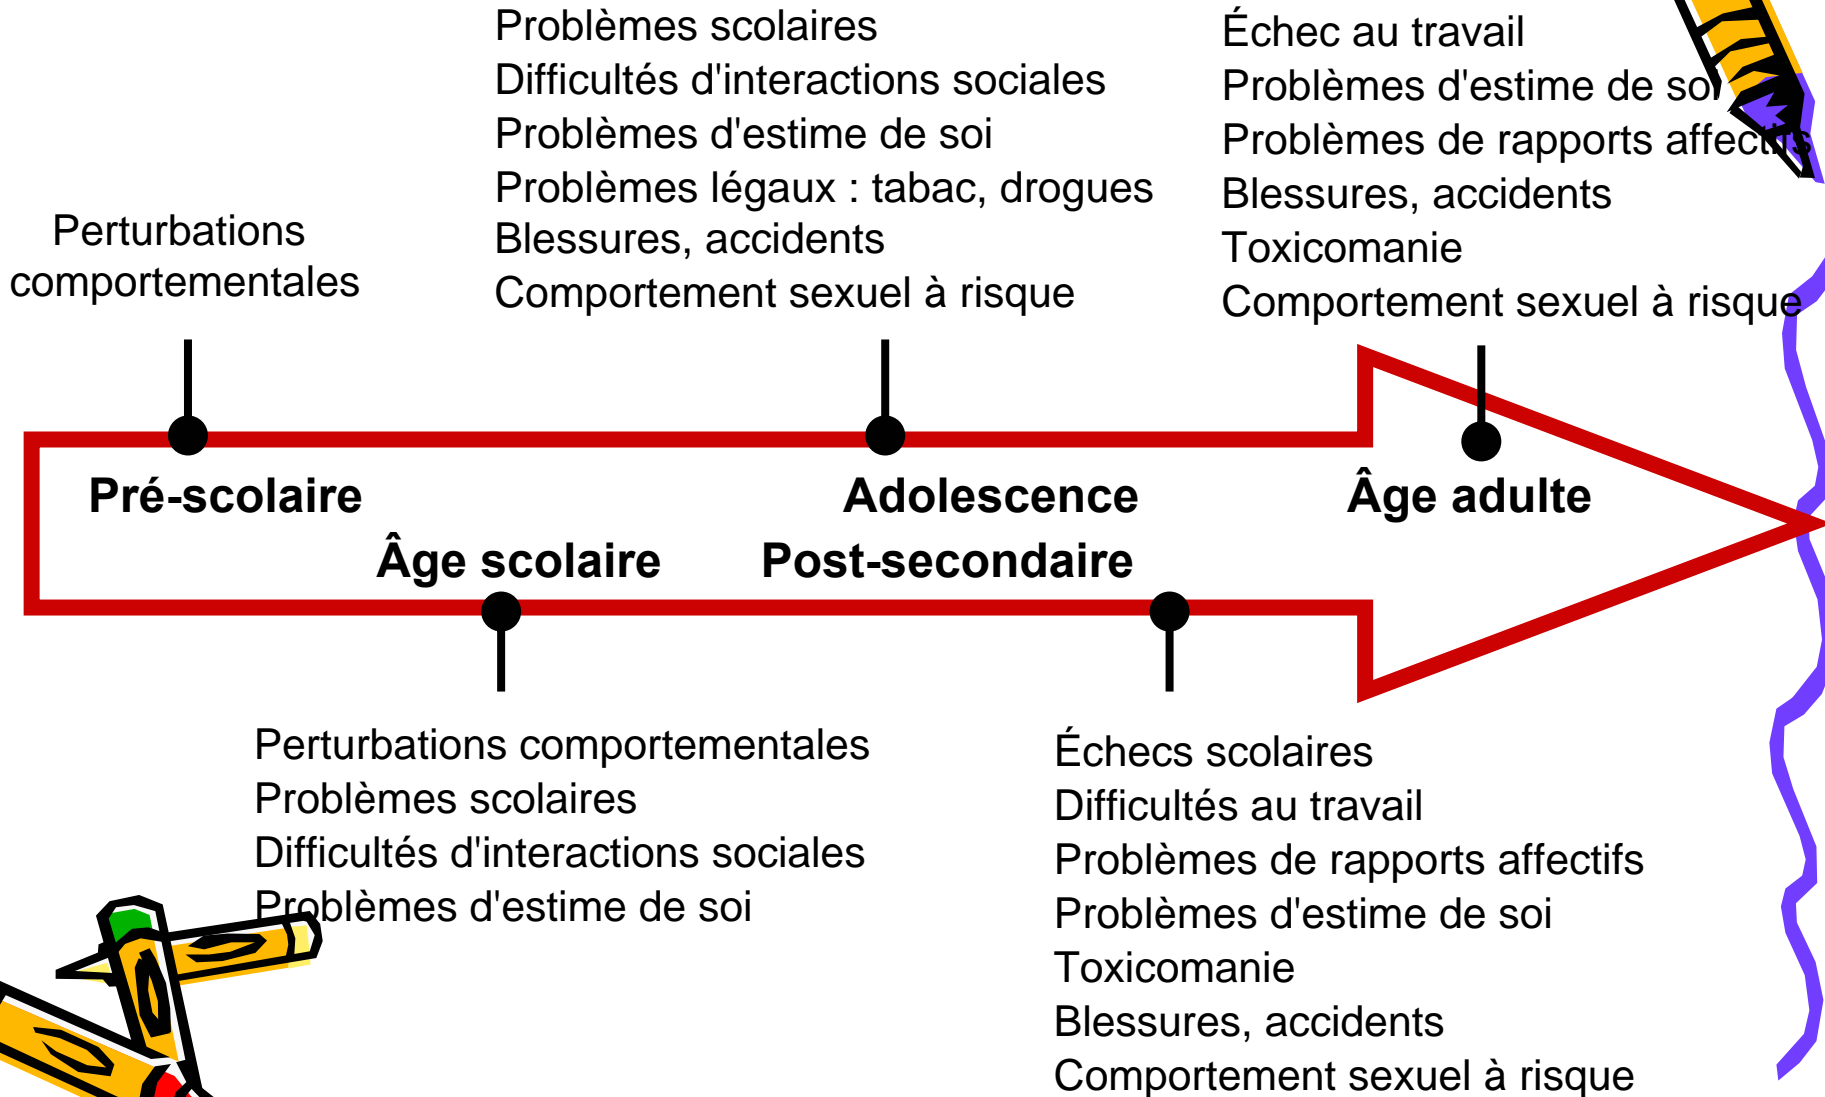 Problèmes scolaires
Difficultés d'interactions sociales
Problèmes d'estime de soi
Problèmes légaux : tabac, drogues
Blessures, accidents
Comportement sexuel à risque
Échec au travail
Problèmes d'estime de soi
Problèmes de rapports affectifs
Blessures, accidents
Toxicomanie
Comportement sexuel à risque
Perturbations
comportementales
Pré-scolaire
Adolescence
Âge adulte
Âge scolaire
Post-secondaire
Perturbations comportementales
Problèmes scolaires
Difficultés d'interactions sociales
Problèmes d'estime de soi
Échecs scolaires
Difficultés au travail
Problèmes de rapports affectifs
Problèmes d'estime de soi
Toxicomanie
Blessures, accidents
Comportement sexuel à risque